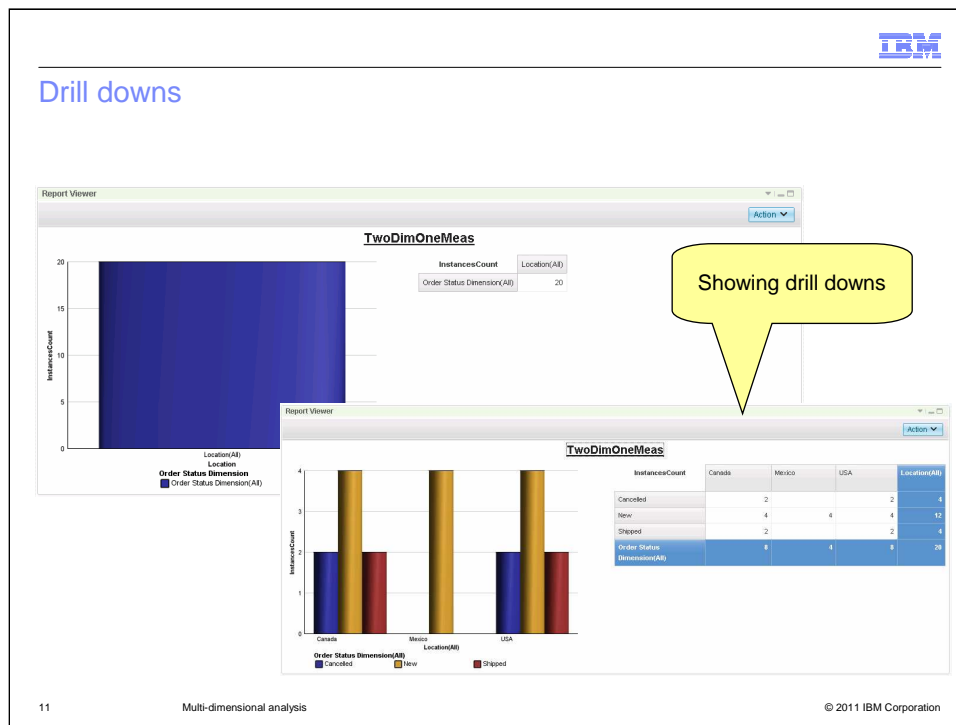 IBM
Drill downs
Report Viewer
Action
TwoDimOneMeas
InstancesCount Location(All)
Order Status Dimension(All) 20
20
15
10
5
0
InstancesCount
Location(All)
Location
Order Status Dimension
Order Status Dimension(All)
Showing drill downs
Report Viewer
Action
TwoDimOneMeas
InstancesCount Canada Mexico USA Location(All)
Cancelled 2 2 4
New 4 4 4 12
Shipped 2 2 4
Order Status
Dimension(All) 8 4 8 20
4
3
2
1
0
InstancesCount
Canada Mexico USA
Location(All)
Order Status Dimension(All)
Cancelled New Shipped
11 Multi-dimensional analysis © 2011 IBM Corporation